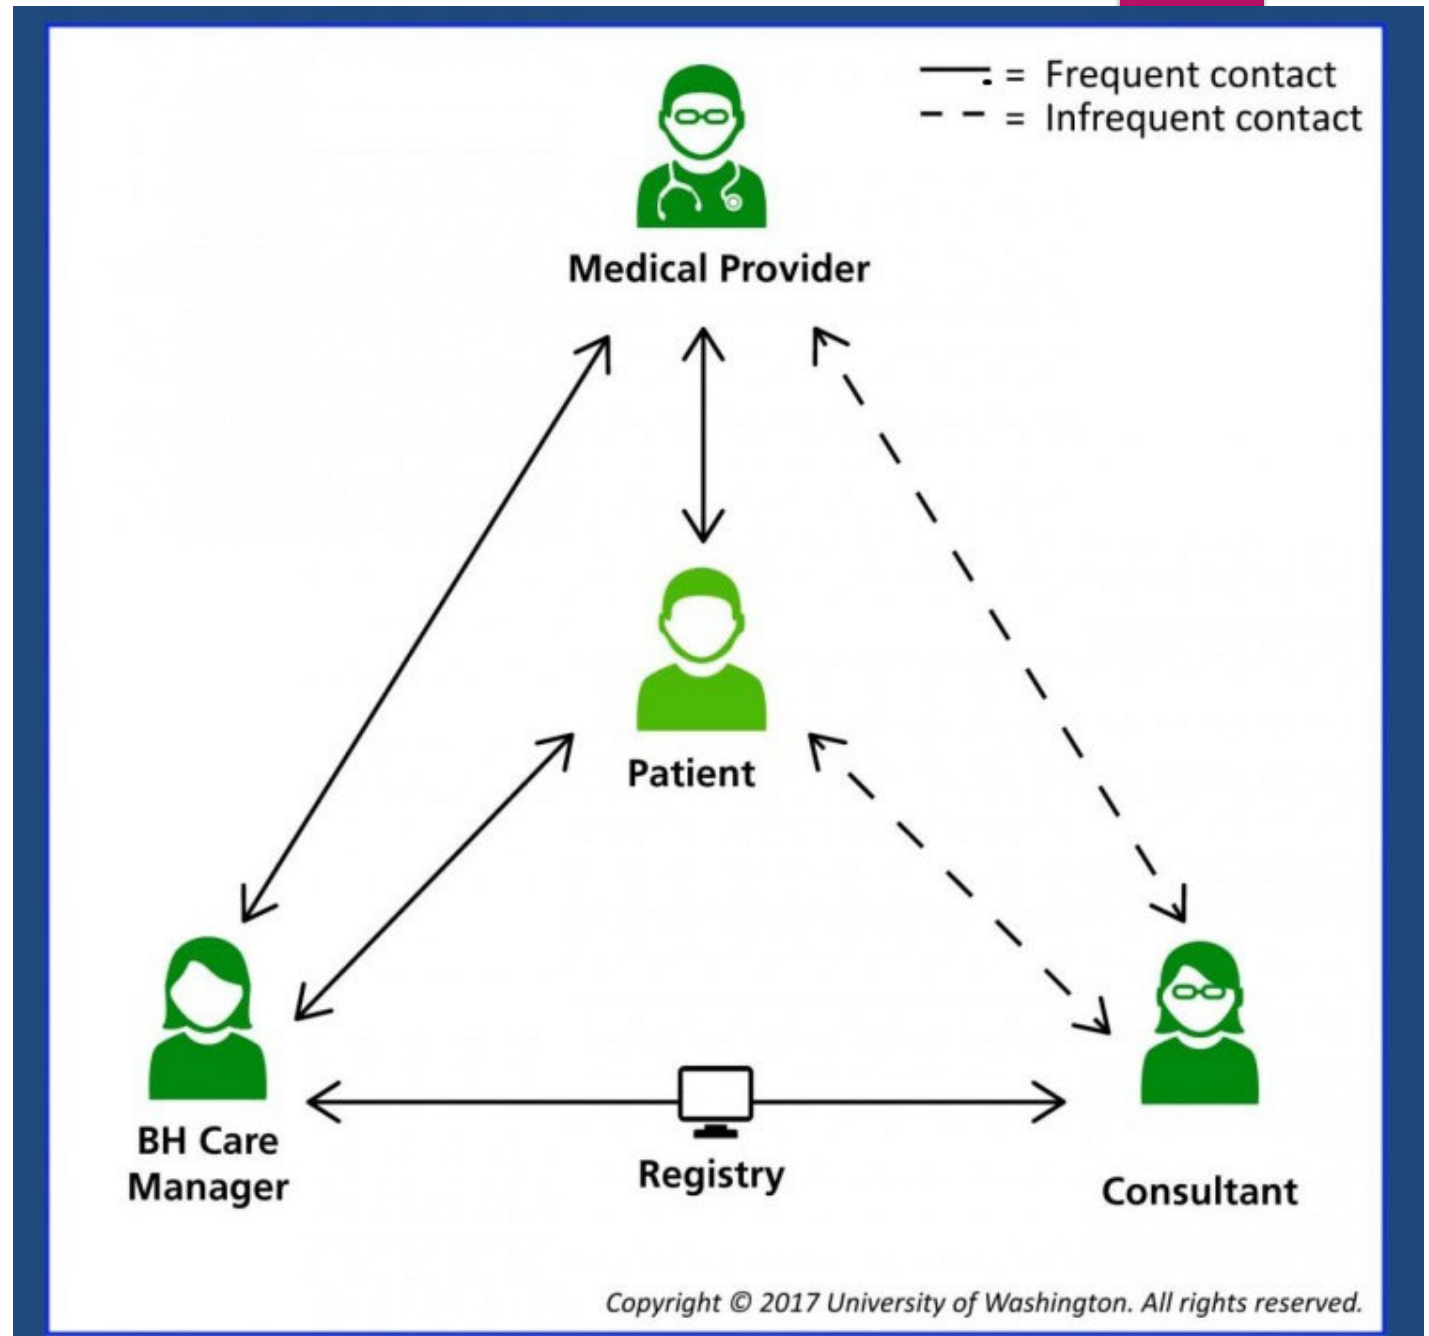 = Frequent contact
= Infrequent contact
Medical Provider
Patient
BH Care
Manager
Registry
Consultant
Copyright © 2017 University of Washington. All rights reserved.